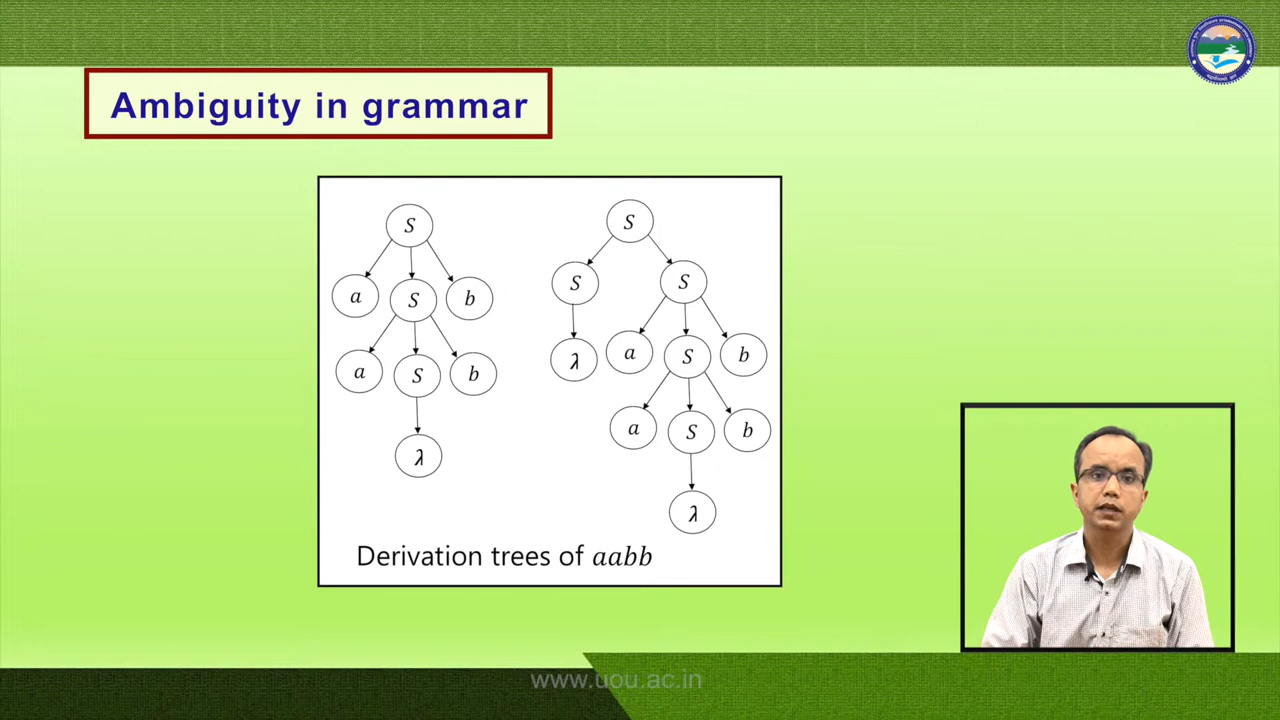 Ambiguity in grammar
S
a S b
a S b
λ
S
S S
λ a S b
a S b
λ
Derivation trees of aabb
www.uou.ac.in